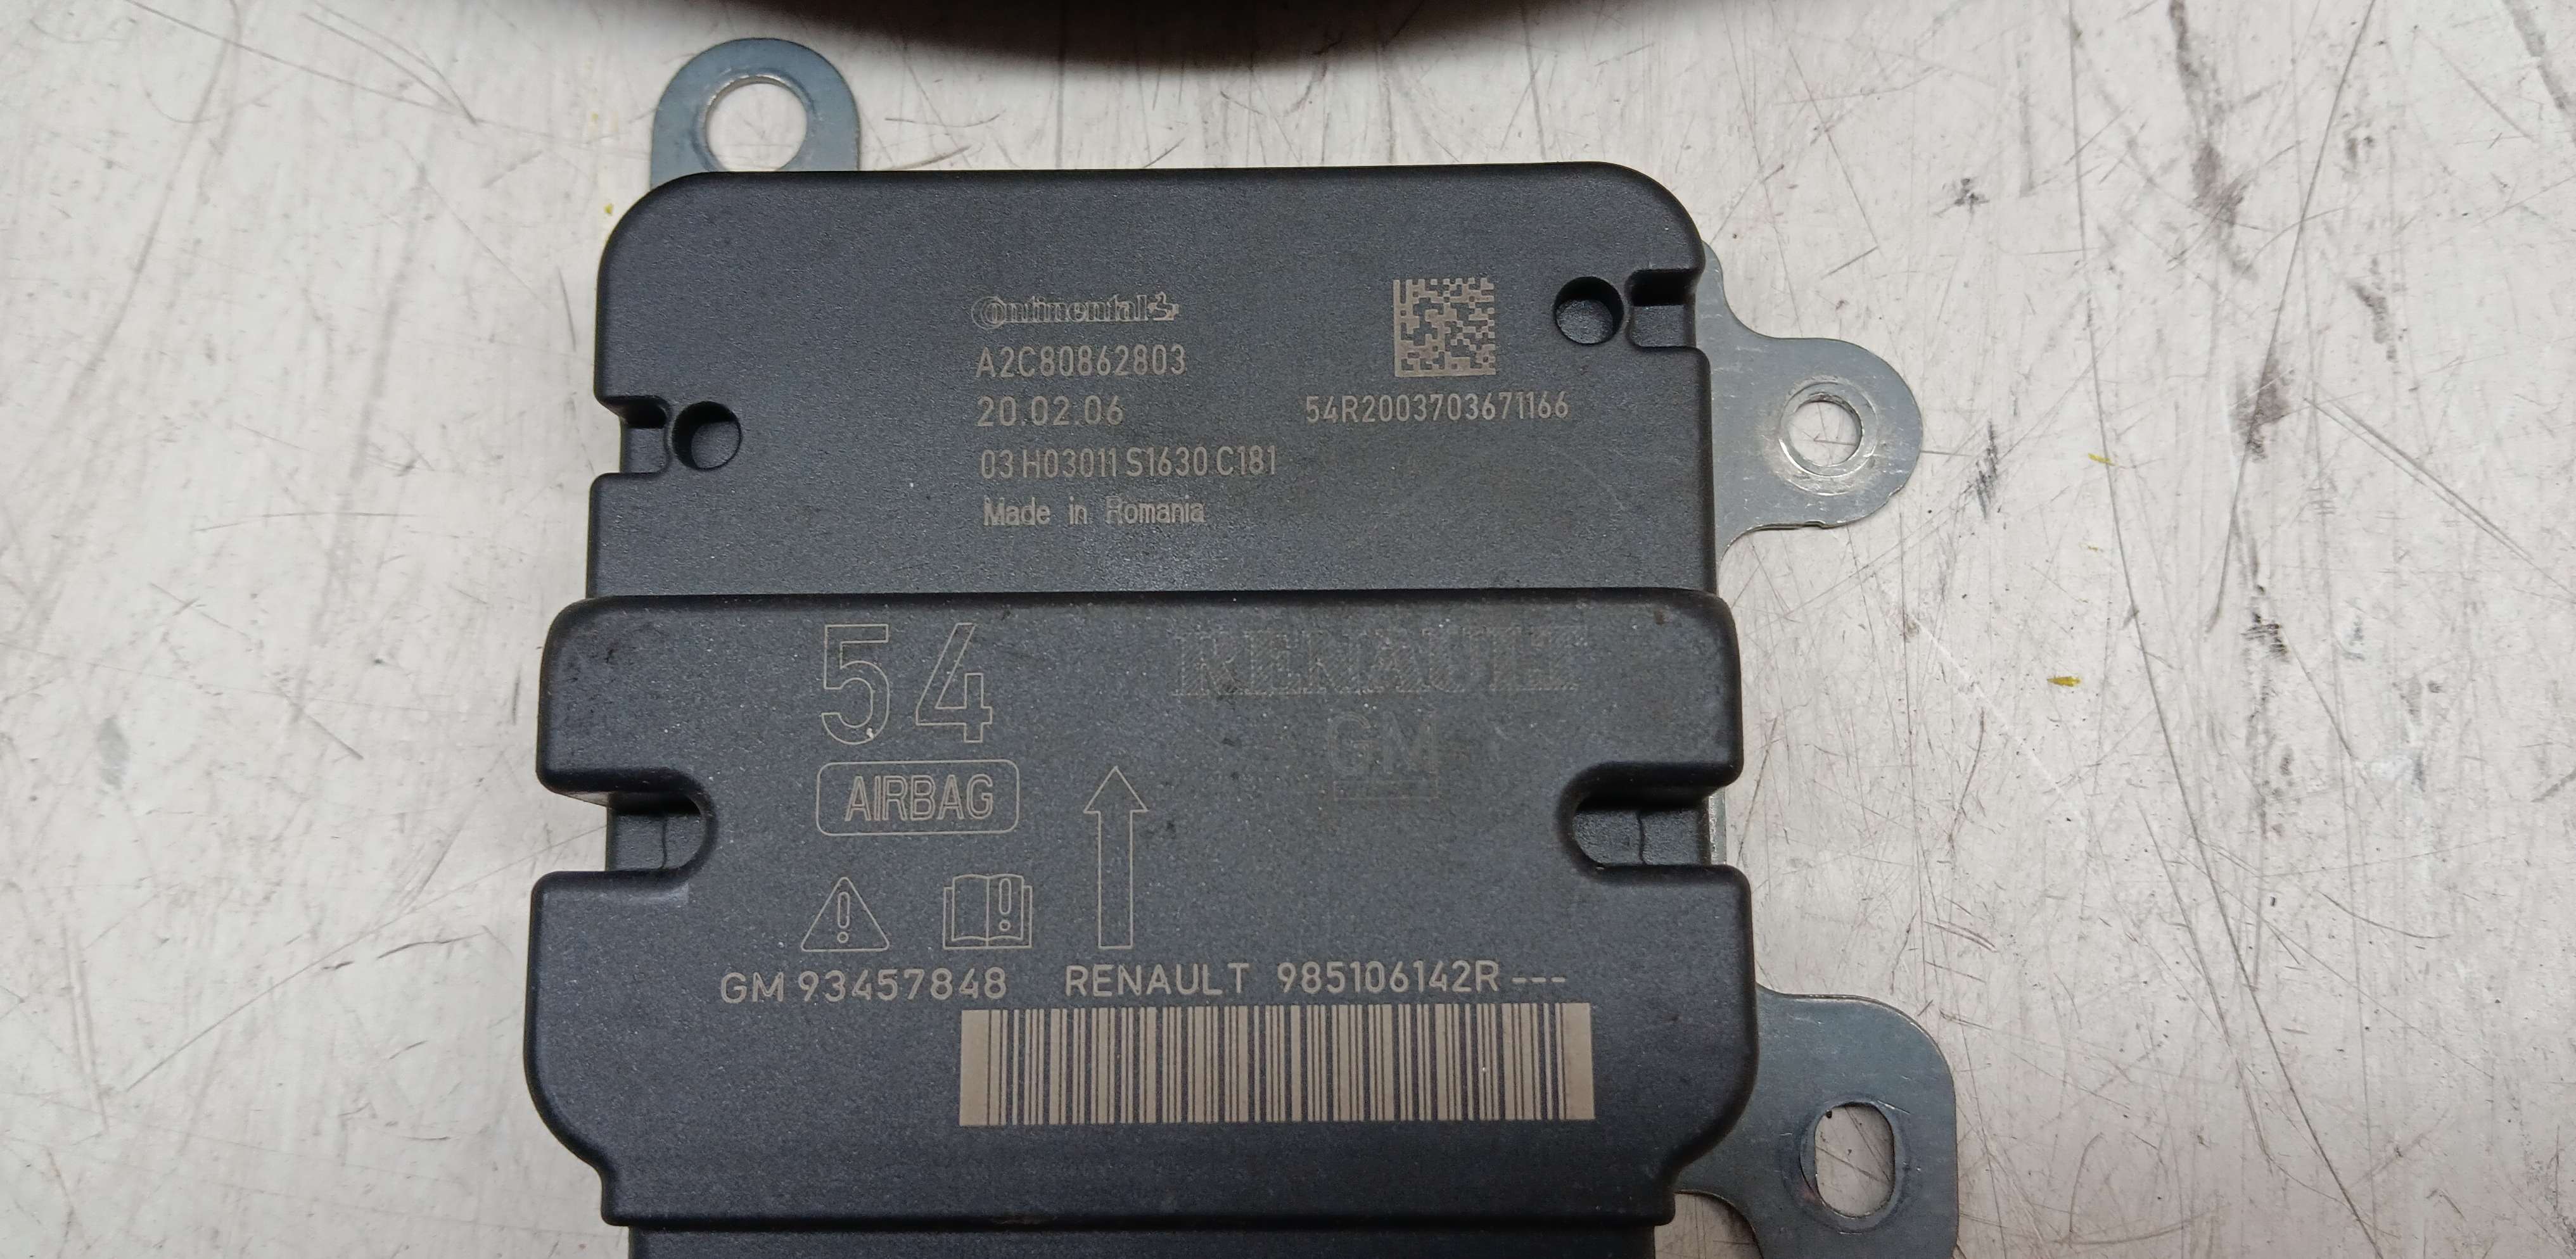 Continental
A2C80862803
20.02.06
54R2003703671166
03 H03011 S1630 C181
Made in Romania
54
RENAULT
GM
AIRBAG
GM 93457848 RENAULT 985106142R---